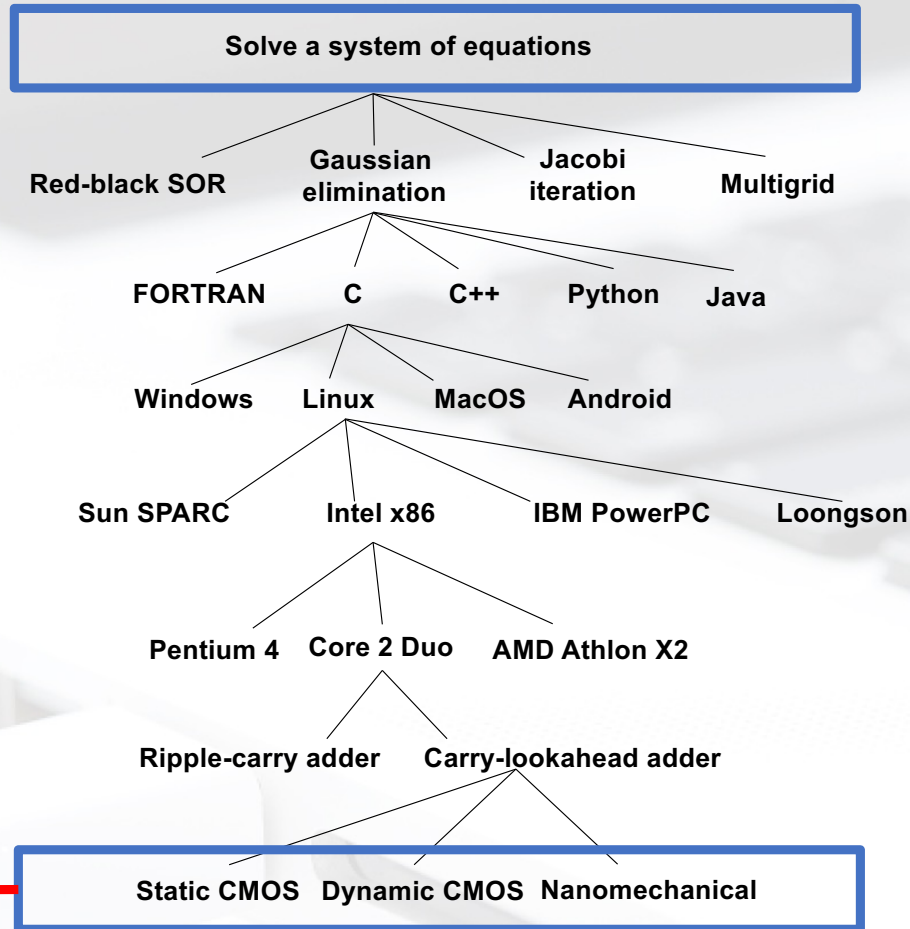 Solve a system of equations
Red-black SOR Gaussian elimination Jacobi iteration Multigrid
FORTRAN C C++ Python Java
Windows Linux MacOS Android
Sun SPARC Intel x86 IBM PowerPC Loongson
Pentium 4 Core 2 Duo AMD Athlon X2
Ripple-carry adder Carry-lookahead adder
Static CMOS Dynamic CMOS Nanomechanical